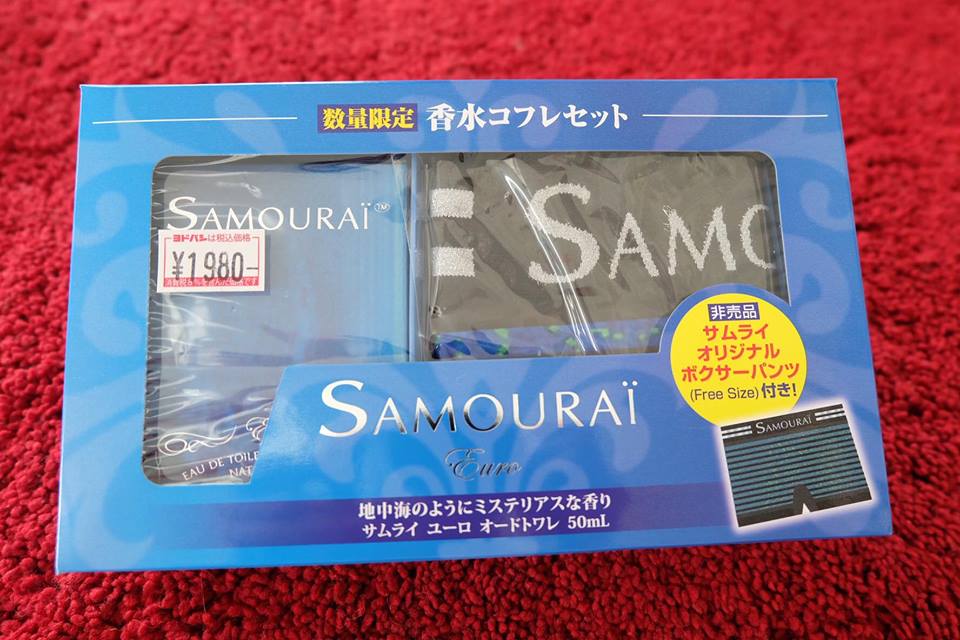 数量限定 香水コフレセット
SAMOURAÏ™
ヨドバシは税込価格
¥1,980-
SAMO
非売品
サムライ
オリジナル
ボクサーパンツ
(Free Size) 付き!
SAMOURAÏ
SAMOURAÏ
Euro
EAU DE TOILE
NAT
地中海のようにミステリアスな香り
サムライ ユーロ オードトワレ 50mL